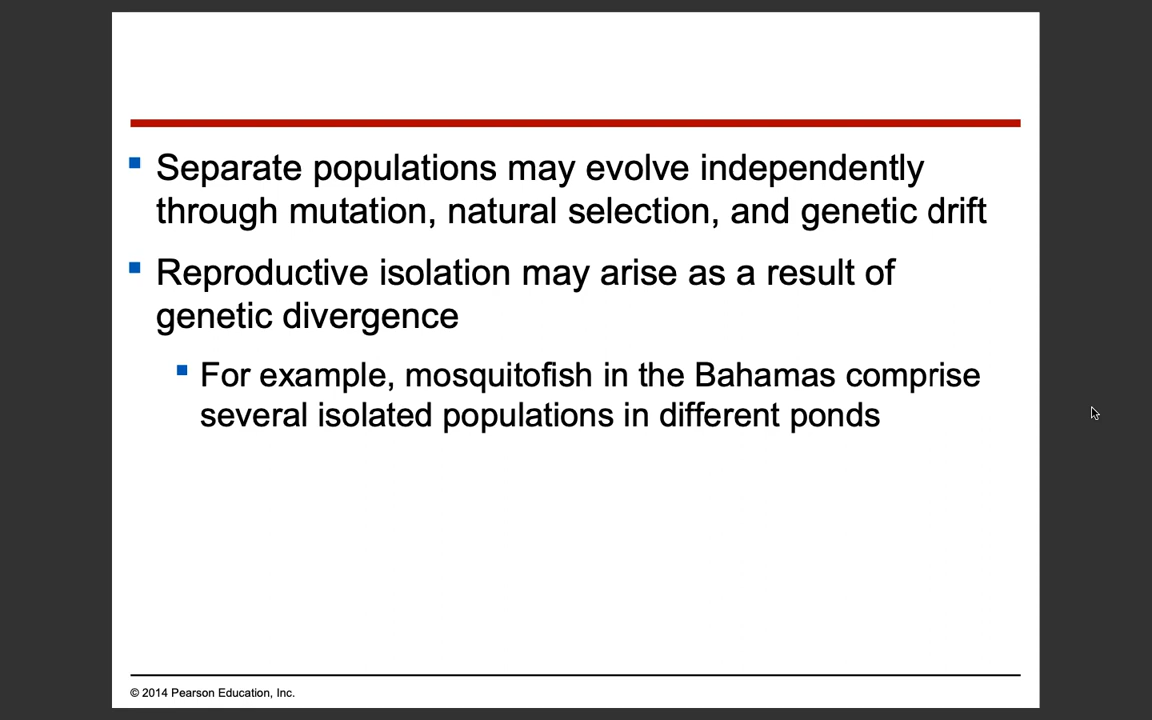 Separate populations may evolve independently
through mutation, natural selection, and genetic drift
Reproductive isolation may arise as a result of
genetic divergence
For example, mosquitofish in the Bahamas comprise
several isolated populations in different ponds
© 2014 Pearson Education, Inc.